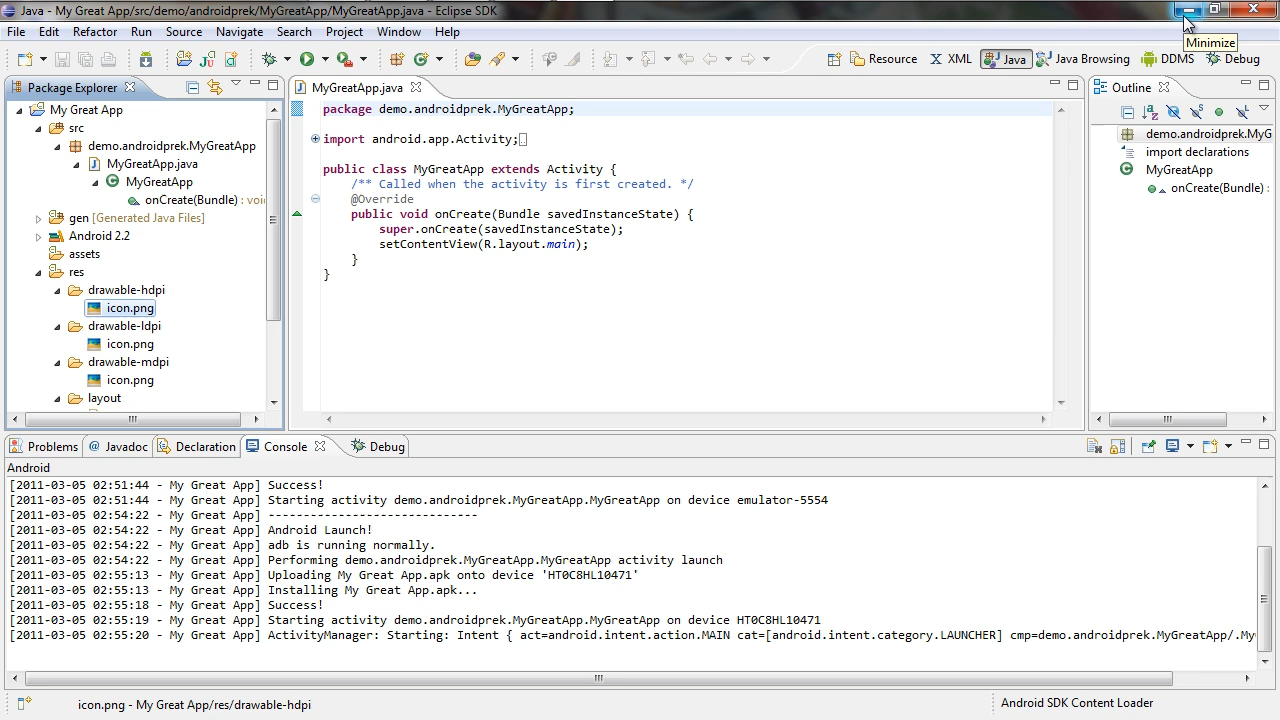 Java - My Great App/src/demo/androidprek/MyGreatApp/MyGreatApp.java - Eclipse SDK
File Edit Refactor Run Source Navigate Search Project Window Help
Minimize
Resource XML Java Java Browsing DDMS Debug
Package Explorer
My Great App
src
demo.androidprek.MyGreatApp
MyGreatApp.java
MyGreatApp
onCreate(Bundle) : voi
gen [Generated Java Files]
Android 2.2
assets
res
drawable-hdpi
icon.png
drawable-ldpi
icon.png
drawable-mdpi
icon.png
layout
MyGreatApp.java
package demo.androidprek.MyGreatApp;
import android.app.Activity;
public class MyGreatApp extends Activity {
/** Called when the activity is first created. */
@Override
public void onCreate(Bundle savedInstanceState) {
super.onCreate(savedInstanceState);
setContentView(R.layout.main);
}
}
Outline
demo.androidprek.MyG
import declarations
MyGreatApp
onCreate(Bundle) :
Problems @ Javadoc Declaration Console Debug
Android
[2011-03-05 02:51:44 - My Great App] Success!
[2011-03-05 02:51:44 - My Great App] Starting activity demo.androidprek.MyGreatApp.MyGreatApp on device emulator-5554
[2011-03-05 02:54:22 - My Great App] ------------------------------
[2011-03-05 02:54:22 - My Great App] Android Launch!
[2011-03-05 02:54:22 - My Great App] adb is running normally.
[2011-03-05 02:54:22 - My Great App] Performing demo.androidprek.MyGreatApp.MyGreatApp activity launch
[2011-03-05 02:55:13 - My Great App] Uploading My Great App.apk onto device 'HT0C8HL10471'
[2011-03-05 02:55:13 - My Great App] Installing My Great App.apk...
[2011-03-05 02:55:18 - My Great App] Success!
[2011-03-05 02:55:19 - My Great App] Starting activity demo.androidprek.MyGreatApp.MyGreatApp on device HT0C8HL10471
[2011-03-05 02:55:20 - My Great App] ActivityManager: Starting: Intent { act=android.intent.action.MAIN cat=[android.intent.category.LAUNCHER] cmp=demo.androidprek.MyGreatApp/.My
icon.png - My Great App/res/drawable-hdpi
Android SDK Content Loader